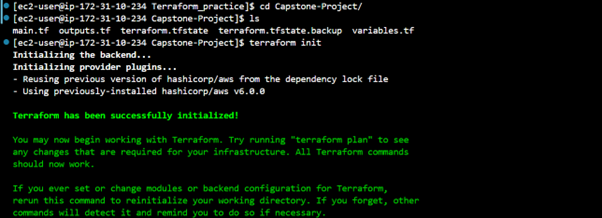 [ec2-user@ip-172-31-10-234 Terraform_practice]$ cd Capstone-Project/
[ec2-user@ip-172-31-10-234 Capstone-Project]$ ls
main.tf outputs.tf terraform.tfstate terraform.tfstate.backup variables.tf
[ec2-user@ip-172-31-10-234 Capstone-Project]$ terraform init
Initializing the backend...
Initializing provider plugins...
- Reusing previous version of hashicorp/aws from the dependency lock file
- Using previously-installed hashicorp/aws v6.0.0
Terraform has been successfully initialized!
You may now begin working with Terraform. Try running "terraform plan" to see
any changes that are required for your infrastructure. All Terraform commands
should now work.
If you ever set or change modules or backend configuration for Terraform,
rerun this command to reinitialize your working directory. If you forget, other
commands will detect it and remind you to do so if necessary.